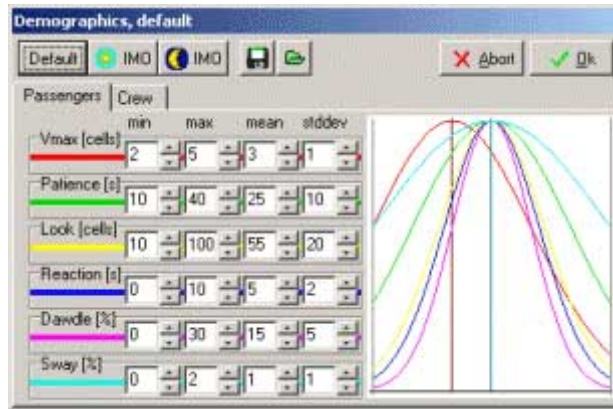 Demographics, default
Default IMO IMO Abort Ok
Passengers Crew
min max mean stddev
Vmax [cells] 2 5 3 1
Patience [s] 10 40 25 10
Look [cells] 10 100 55 20
Reaction [s] 0 10 5 2
Dawdle [%] 0 30 15 5
Sway [%] 0 2 1 1